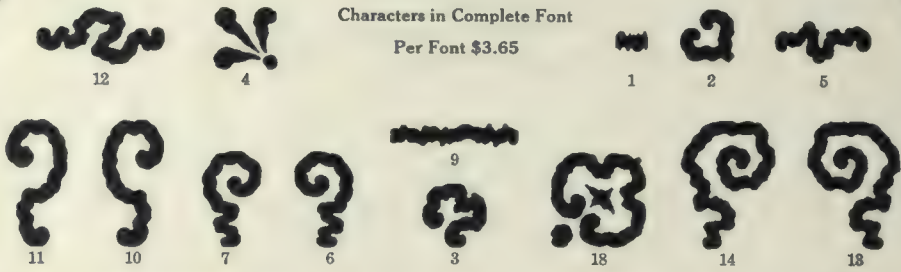 Characters in Complete Font
Per Font $3.65
12 4 1 2 5
9
11 10 7 6 3 18 14 13